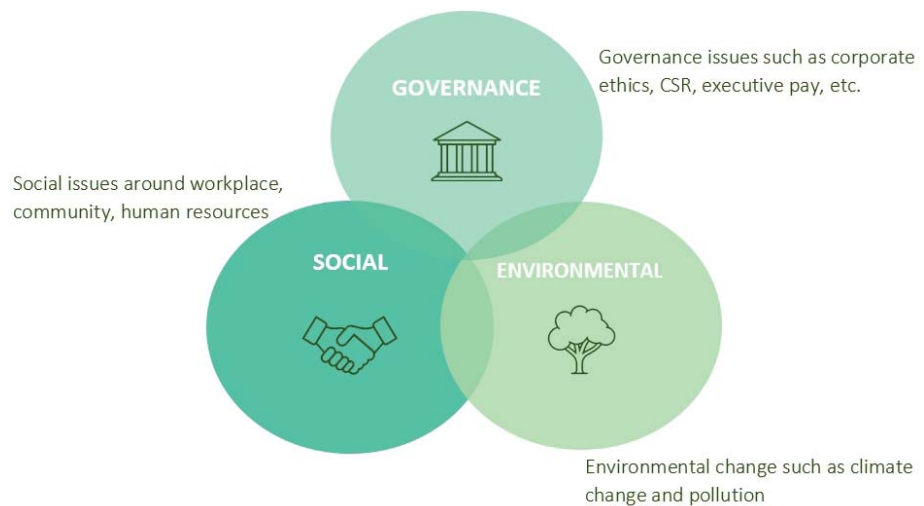 GOVERNANCE
Governance issues such as corporate
ethics, CSR, executive pay, etc.
Social issues around workplace,
community, human resources
SOCIAL
ENVIRONMENTAL
Environmental change such as climate
change and pollution